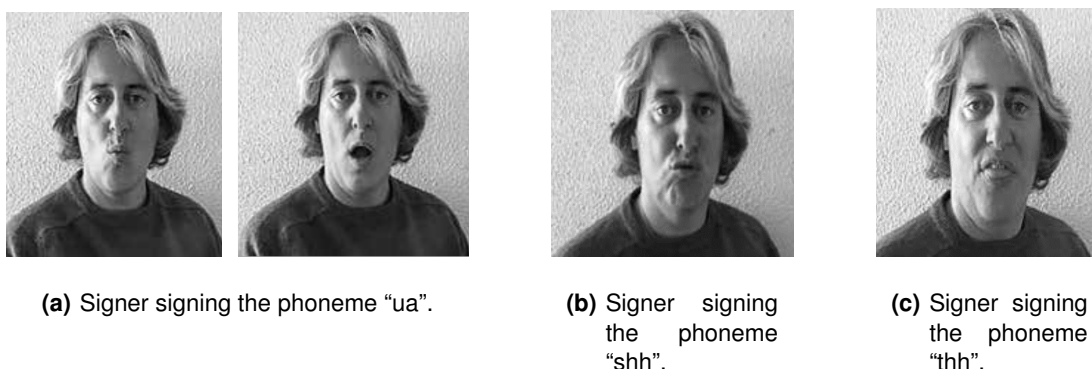 (a) Signer signing the phoneme “ua”.
(b) Signer signing
the phoneme
“shh”.
(c) Signer signing
the phoneme
“thh”.